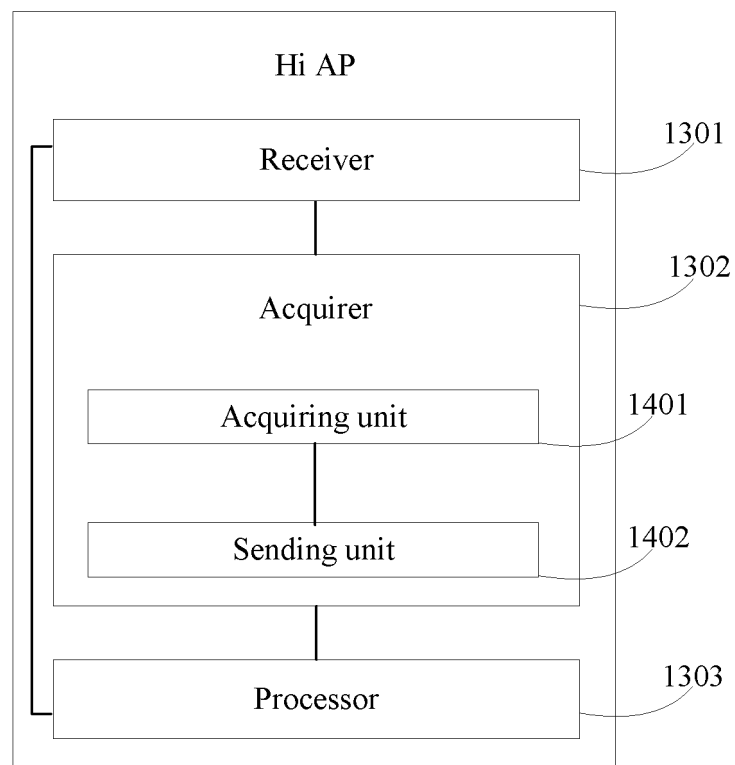 Hi AP
Receiver
1301
Acquirer
1302
Acquiring unit
1401
Sending unit
1402
Processor
1303